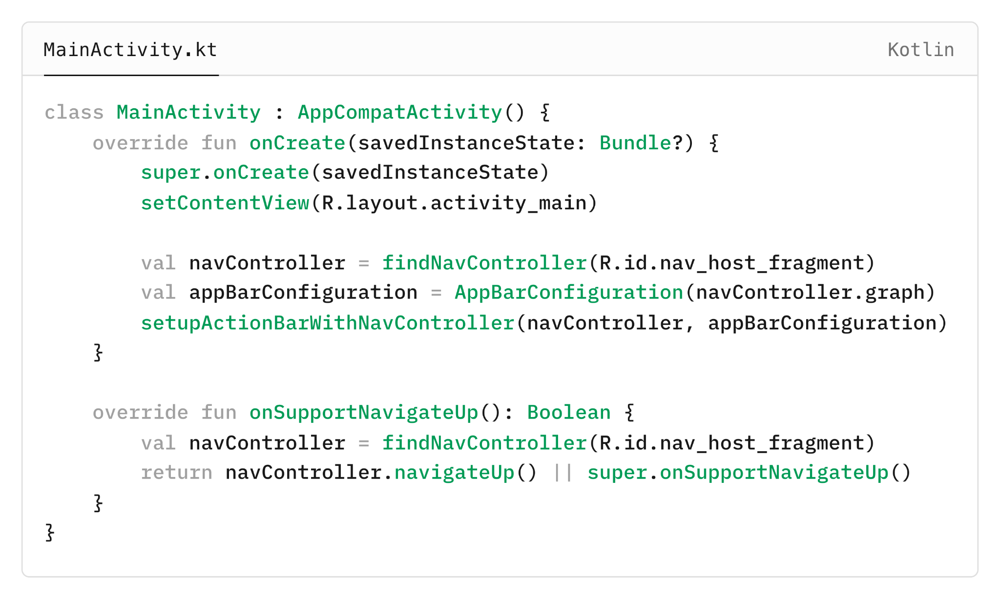 MainActivity.kt
Kotlin
class MainActivity : AppCompatActivity() {
    override fun onCreate(savedInstanceState: Bundle?) {
        super.onCreate(savedInstanceState)
        setContentView(R.layout.activity_main)

        val navController = findNavController(R.id.nav_host_fragment)
        val appBarConfiguration = AppBarConfiguration(navController.graph)
        setupActionBarWithNavController(navController, appBarConfiguration)
    }

    override fun onSupportNavigateUp(): Boolean {
        val navController = findNavController(R.id.nav_host_fragment)
        return navController.navigateUp() || super.onSupportNavigateUp()
    }
}